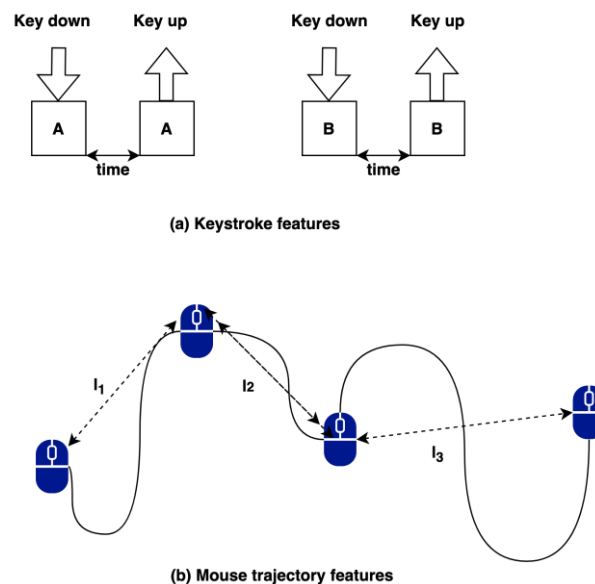 Key down Key up Key down Key up
A A B B
time time
(a) Keystroke features
l₁ l₂ l₃
(b) Mouse trajectory features